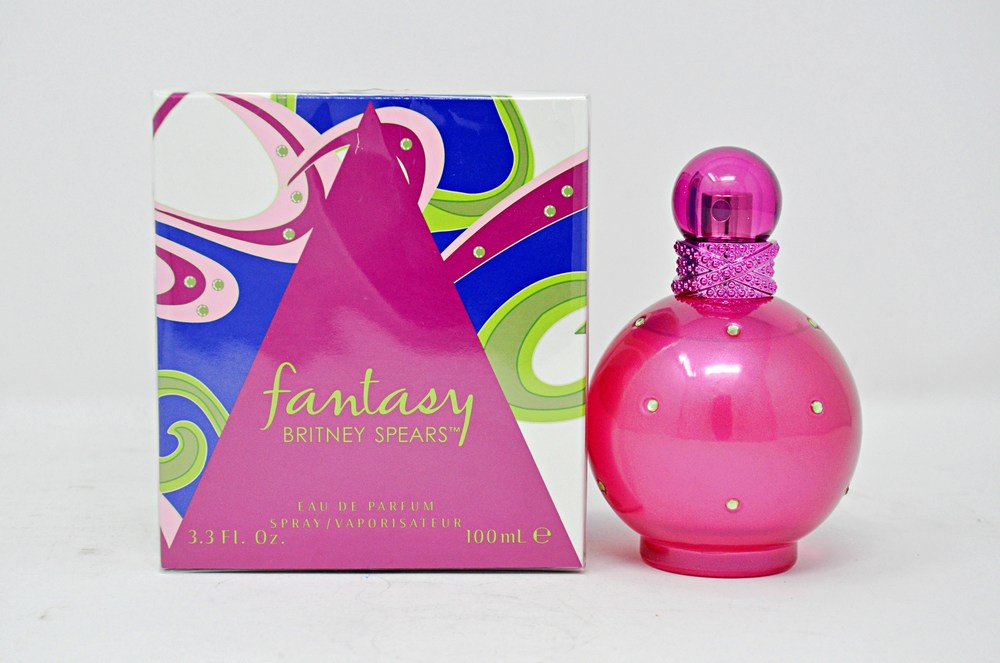 fantasy
BRITNEY SPEARS™
EAU DE PARFUM
SPRAY/VAPORISATEUR
3.3 Fl. Oz. 100mL ℮